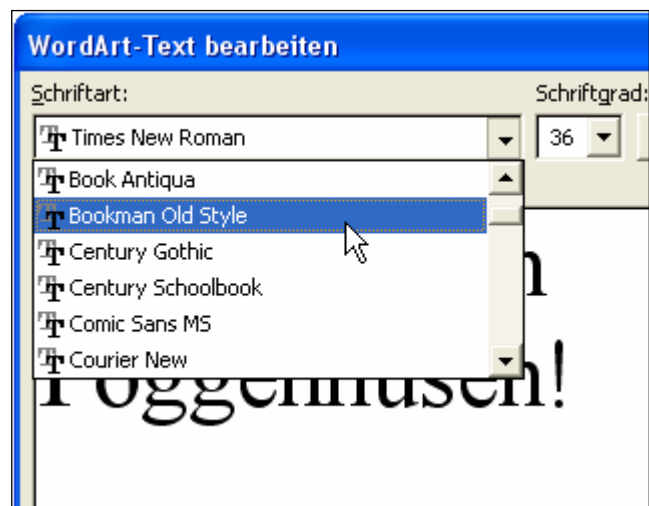 WordArt-Text bearbeiten
Schriftart: Schriftgrad:
Times New Roman 36
Book Antiqua
Bookman Old Style
Century Gothic
Century Schoolbook
Comic Sans MS
Courier New
Poggenhusen!